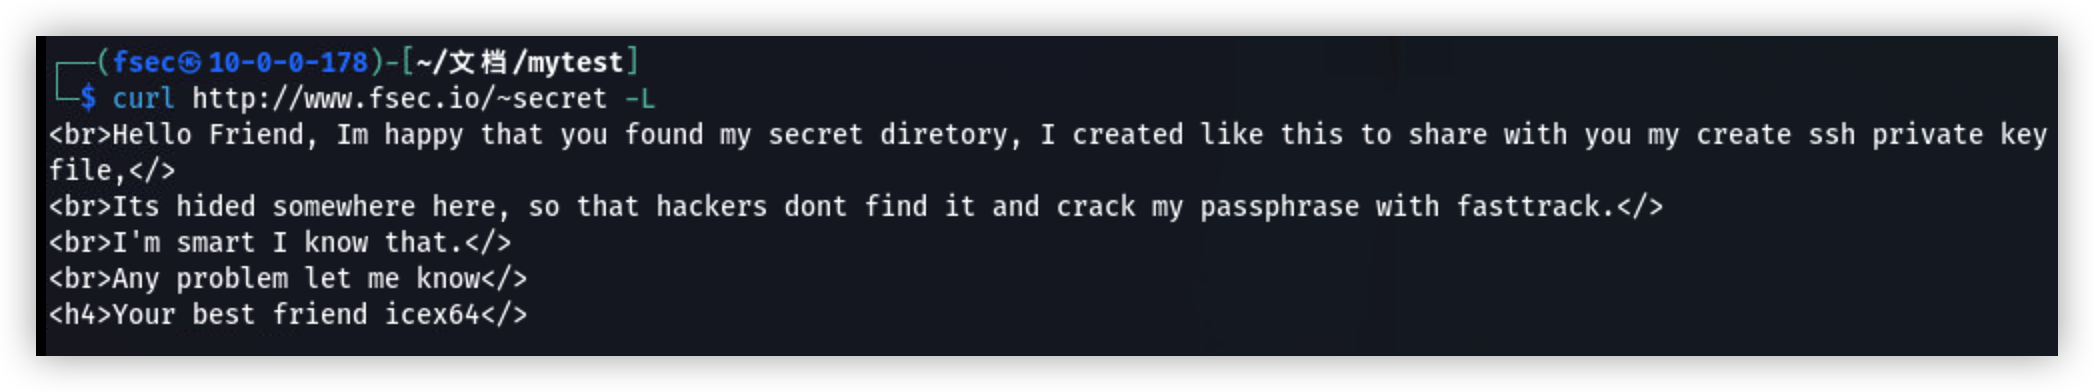 ┌──(fsec㉿10-0-0-178)-[~/文档/mytest]
└─$ curl http://www.fsec.io/~secret -L
<br>Hello Friend, Im happy that you found my secret diretory, I created like this to share with you my create ssh private key
file,</>
<br>Its hided somewhere here, so that hackers dont find it and crack my passphrase with fasttrack.</>
<br>I'm smart I know that.</>
<br>Any problem let me know</>
<h4>Your best friend icex64</>